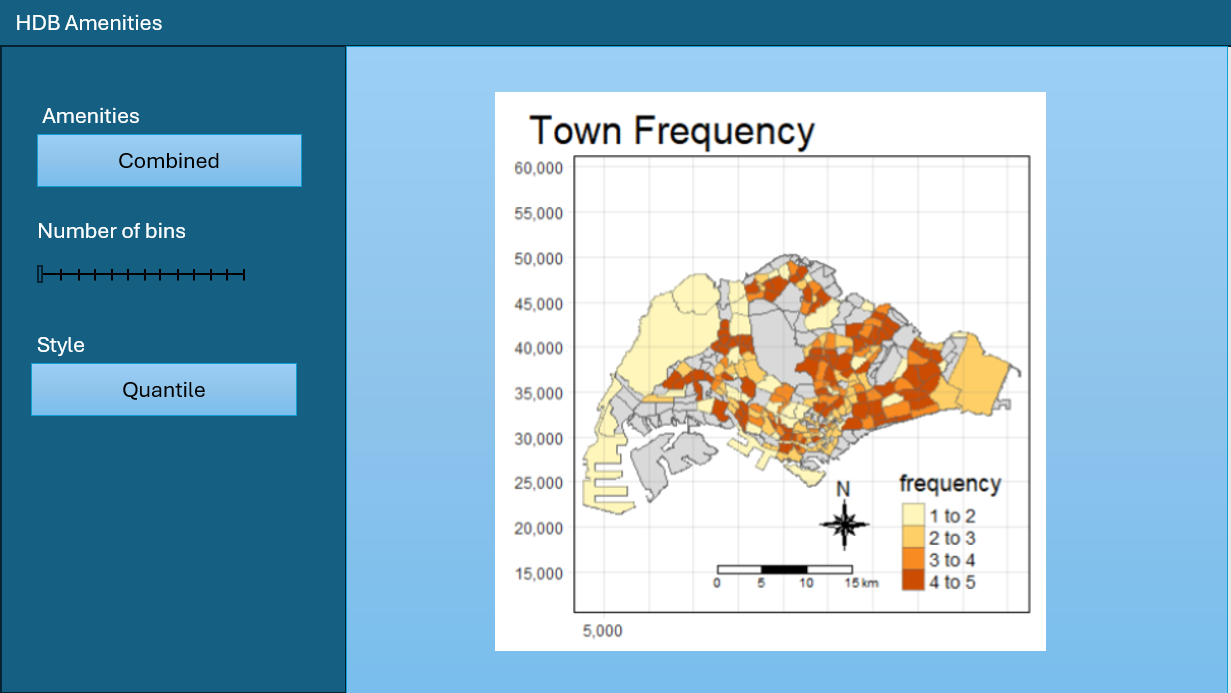 HDB Amenities
Amenities
Combined
Number of bins
Style
Quantile
Town Frequency
60,000
55,000
50,000
45,000
40,000
35,000
30,000
25,000
20,000
15,000
5,000
N
0 5 10 15 km
frequency
1 to 2
2 to 3
3 to 4
4 to 5